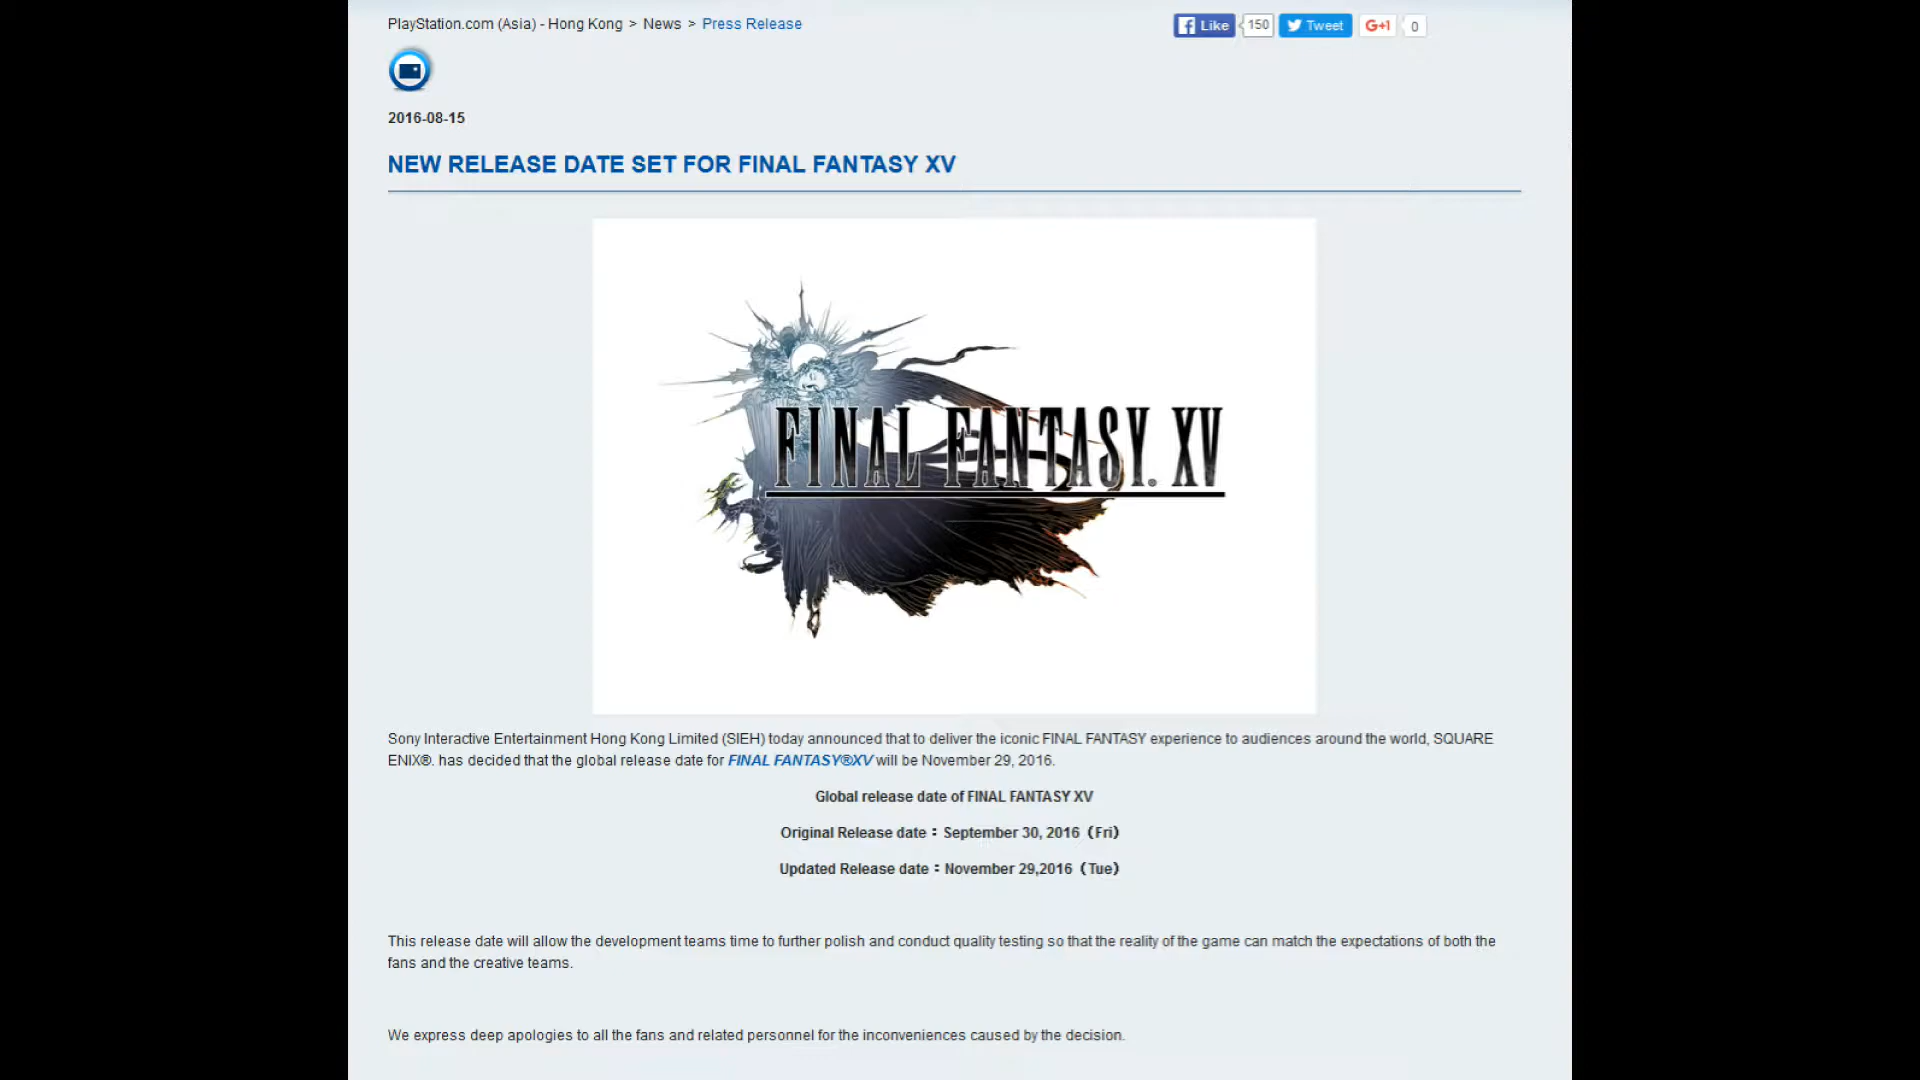 PlayStation.com (Asia) - Hong Kong > News > Press Release
Like 150 Tweet G+1 0
2016-08-15
NEW RELEASE DATE SET FOR FINAL FANTASY XV
FINAL FANTASY. XV
Sony Interactive Entertainment Hong Kong Limited (SIEH) today announced that to deliver the iconic FINAL FANTASY experience to audiences around the world, SQUARE
ENIX®. has decided that the global release date for FINAL FANTASY®XV will be November 29, 2016.
Global release date of FINAL FANTASY XV
Original Release date：September 30, 2016（Fri）
Updated Release date：November 29,2016（Tue）
This release date will allow the development teams time to further polish and conduct quality testing so that the reality of the game can match the expectations of both the
fans and the creative teams.
We express deep apologies to all the fans and related personnel for the inconveniences caused by the decision.